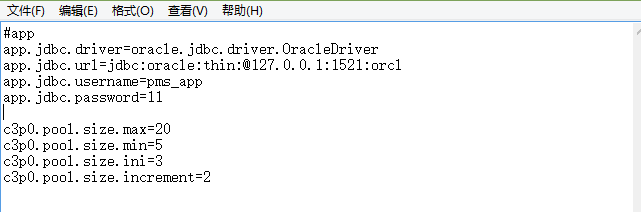 文件(F) 编辑(E) 格式(O) 查看(V) 帮助(H)
#app
app.jdbc.driver=oracle.jdbc.driver.OracleDriver
app.jdbc.url=jdbc:oracle:thin:@127.0.0.1:1521:orcl
app.jdbc.username=pms_app
app.jdbc.password=11
c3p0.pool.size.max=20
c3p0.pool.size.min=5
c3p0.pool.size.ini=3
c3p0.pool.size.increment=2